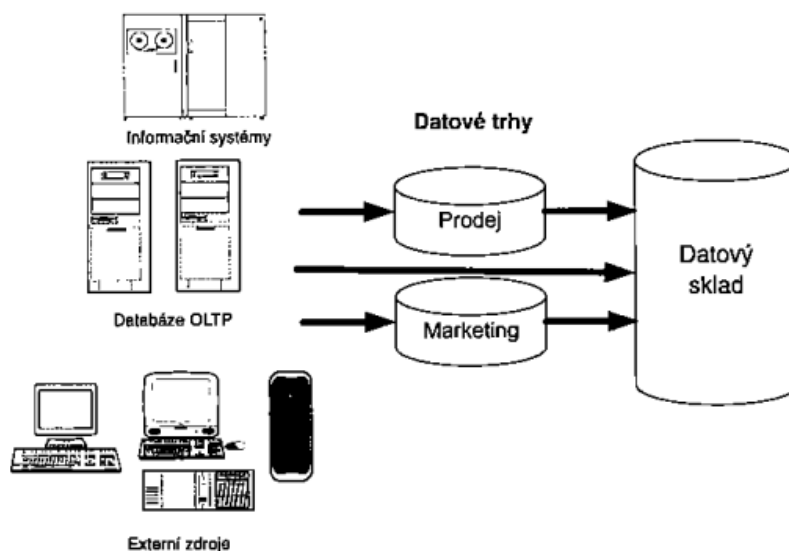 Informační systémy
Datové trhy
Prodej
Datový
sklad
Databáze OLTP
Marketing
Externí zdroje